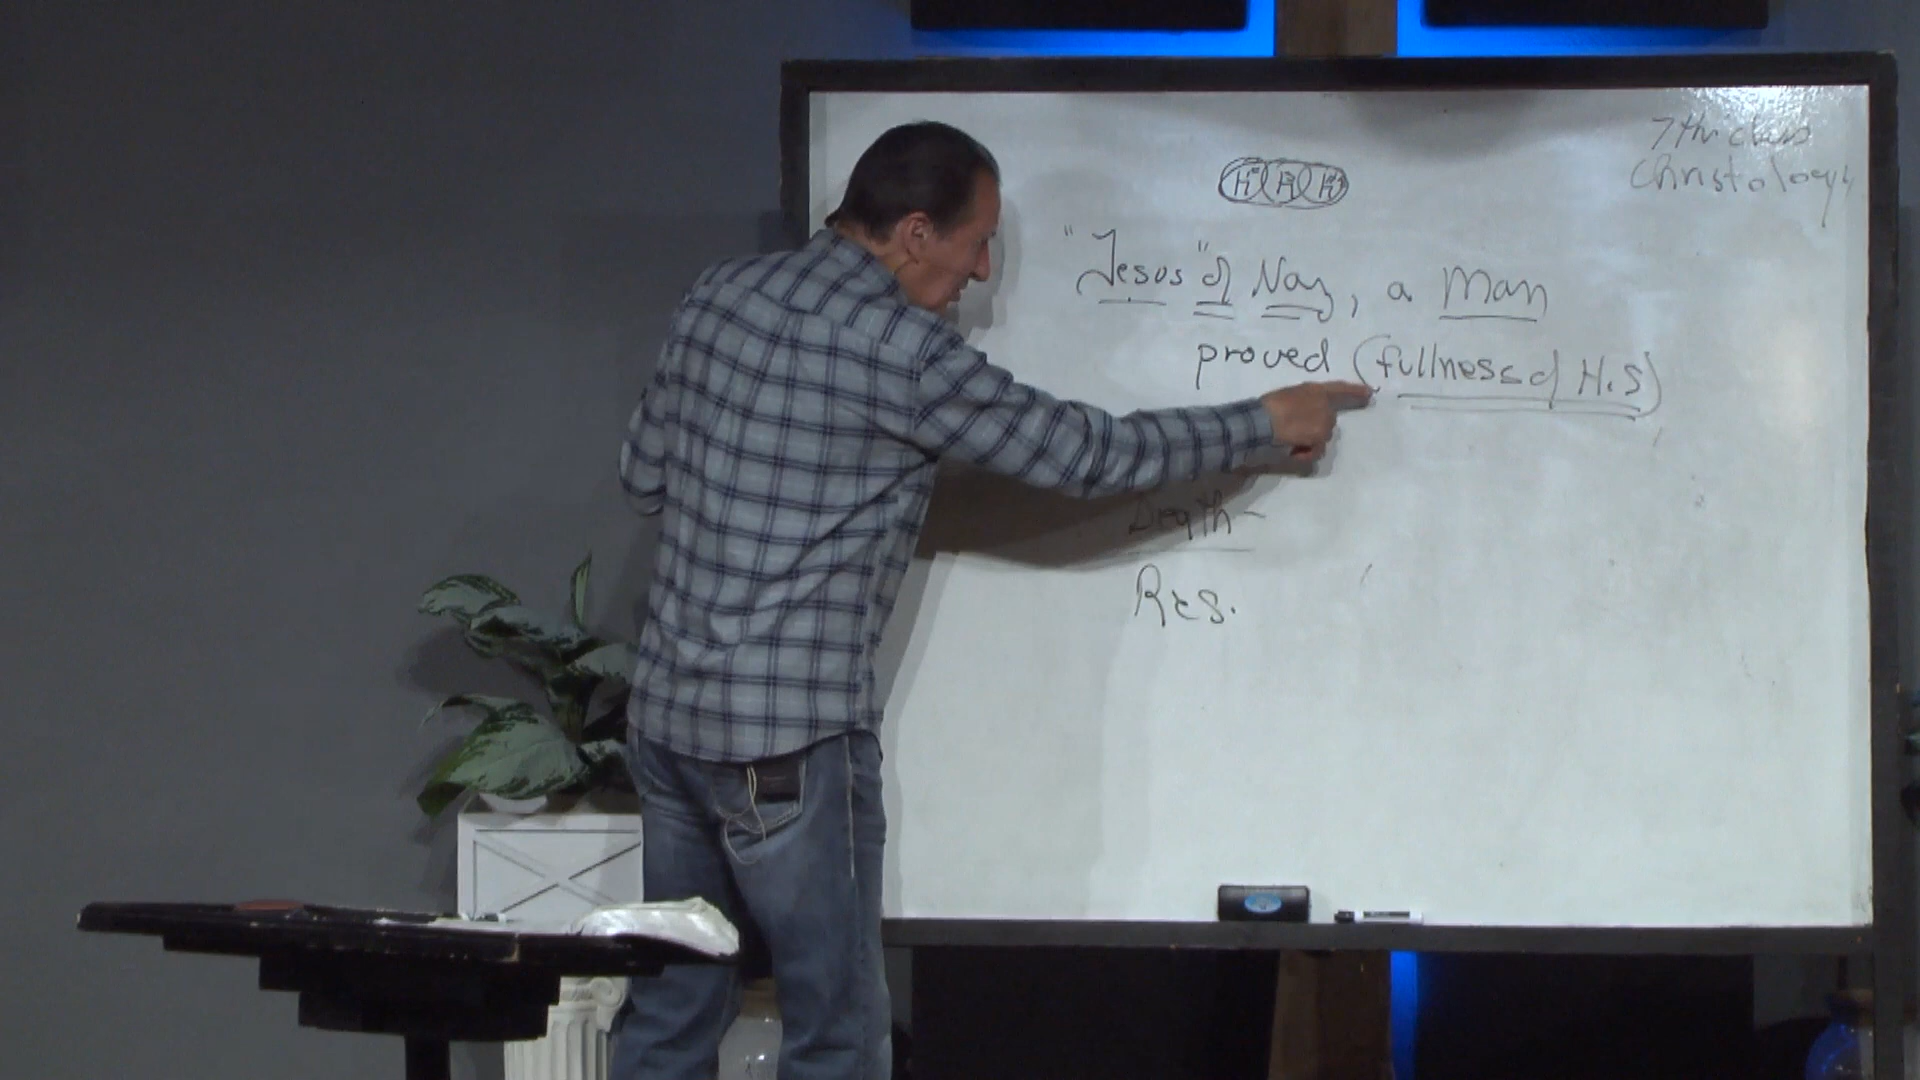 7th class
Christology
"Jesus" of Naz, a Man
proved (fullness of H.S)
Death-
Res.